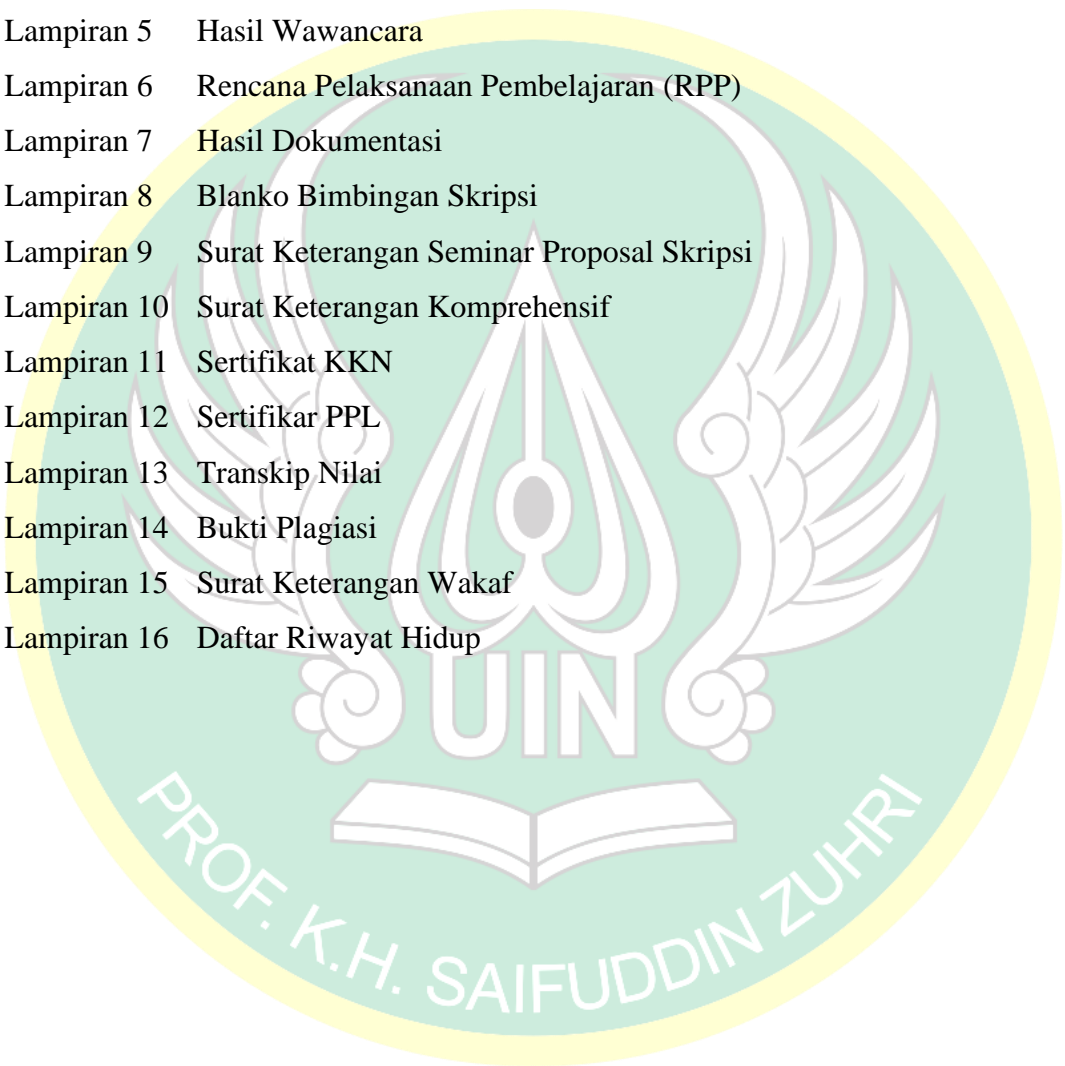 Lampiran 5 Hasil Wawancara
Lampiran 6 Rencana Pelaksanaan Pembelajaran (RPP)
Lampiran 7 Hasil Dokumentasi
Lampiran 8 Blanko Bimbingan Skripsi
Lampiran 9 Surat Keterangan Seminar Proposal Skripsi
Lampiran 10 Surat Keterangan Komprehensif
Lampiran 11 Sertifikat KKN
Lampiran 12 Sertifikar PPL
Lampiran 13 Transkip Nilai
Lampiran 14 Bukti Plagiasi
Lampiran 15 Surat Keterangan Wakaf
Lampiran 16 Daftar Riwayat Hidup
UIN
PROF. K.H. SAIFUDDIN ZUHRI